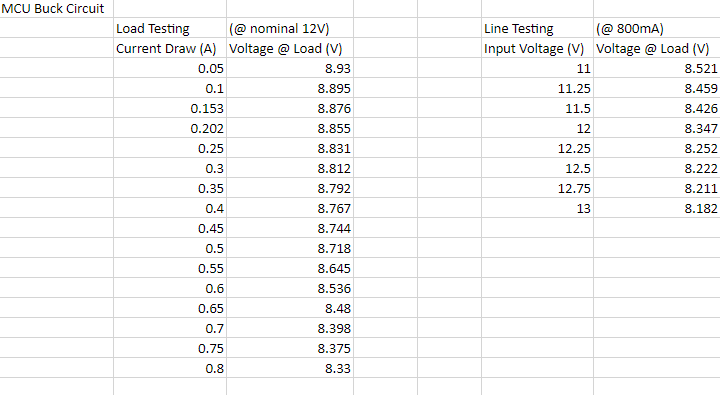 MCU Buck Circuit
Load Testing (@ nominal 12V) Line Testing (@ 800mA)
Current Draw (A) Voltage @ Load (V) Input Voltage (V) Voltage @ Load (V)
0.05 8.93 11 8.521
0.1 8.895 11.25 8.459
0.153 8.876 11.5 8.426
0.202 8.855 12 8.347
0.25 8.831 12.25 8.252
0.3 8.812 12.5 8.222
0.35 8.792 12.75 8.211
0.4 8.767 13 8.182
0.45 8.744
0.5 8.718
0.55 8.645
0.6 8.536
0.65 8.48
0.7 8.398
0.75 8.375
0.8 8.33